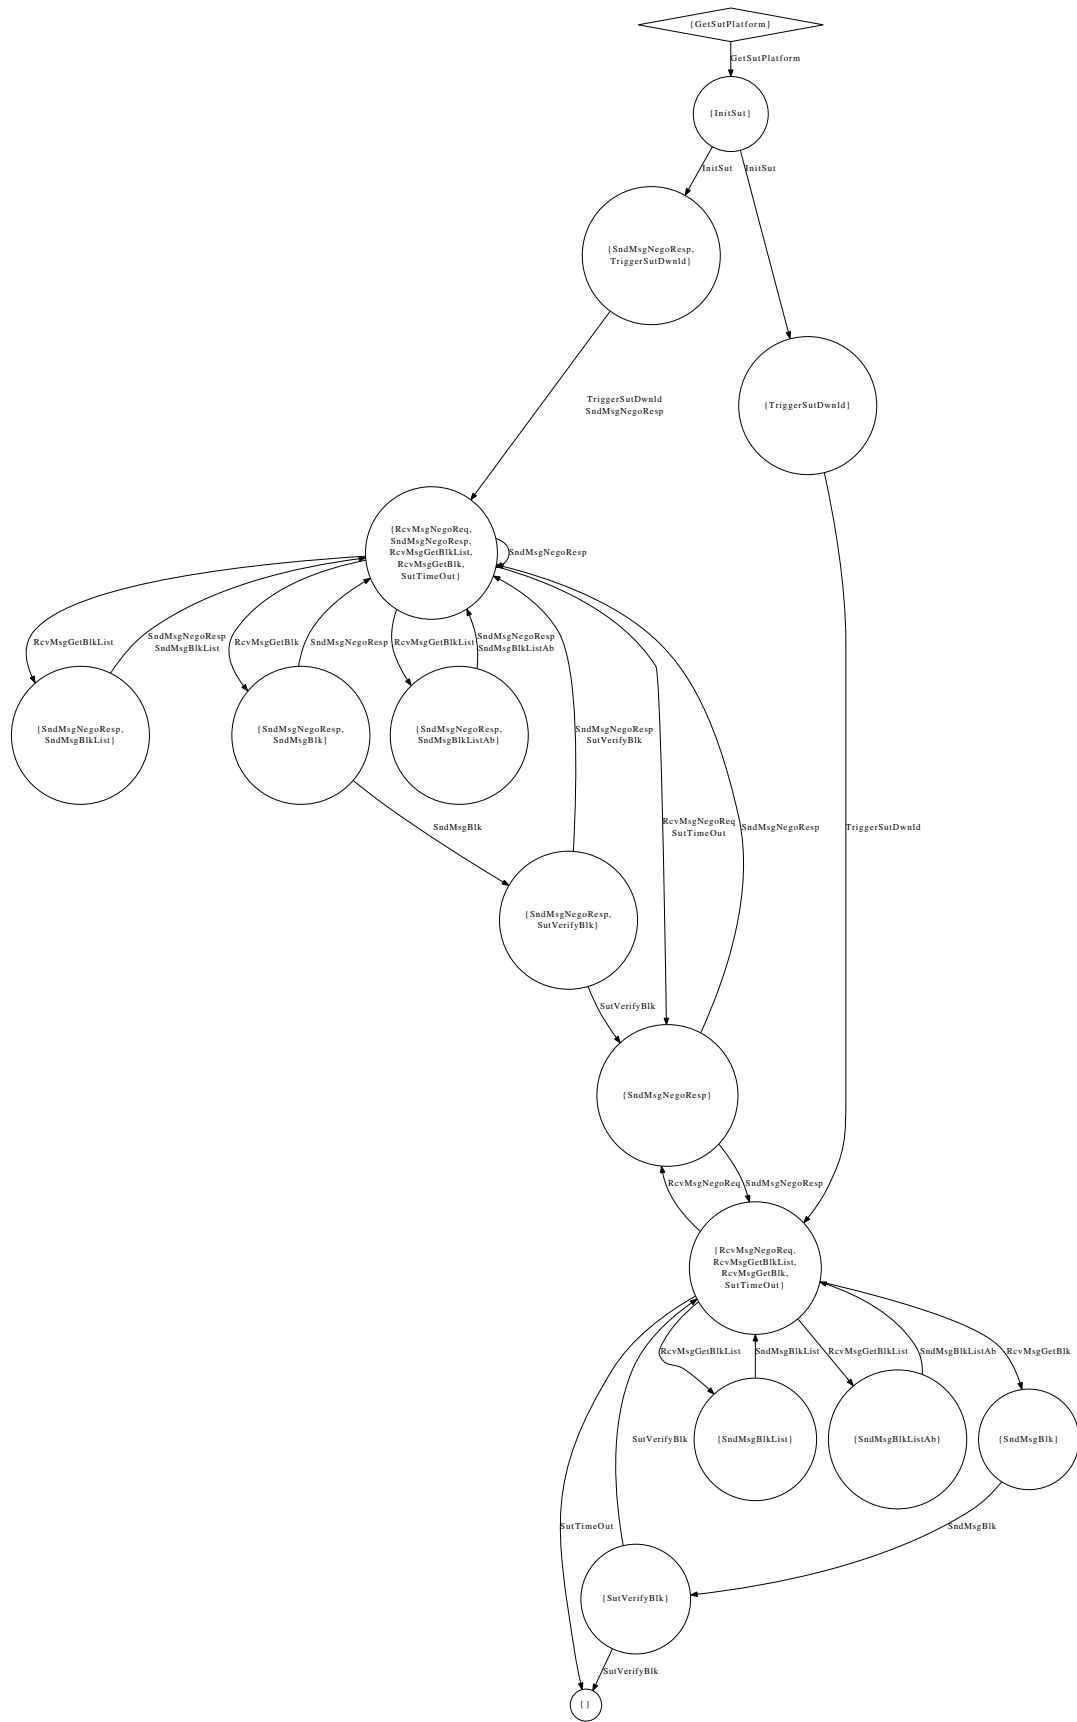 {GetSutPlatform}
GetSutPlatform
{InitSut}
InitSut
InitSut
{SndMsgNegoResp,
TriggerSutDwnld}
TriggerSutDwnld
SndMsgNegoResp
{TriggerSutDwnld}
{RcvMsgNegoReq,
SndMsgNegoResp,
RcvMsgGetBlkList,
RcvMsgGetBlk,
SutTimeOut}
SndMsgNegoResp
RcvMsgGetBlkList
SndMsgNegoResp
SndMsgBlkList
RcvMsgGetBlk
SndMsgNegoResp
RcvMsgGetBlkList
SndMsgNegoResp
SndMsgBlkListAb
{SndMsgNegoResp,
SndMsgBlkList}
{SndMsgNegoResp,
SndMsgBlk}
{SndMsgNegoResp,
SndMsgBlkListAb}
SndMsgNegoResp
SutVerifyBlk
SndMsgBlk
RcvMsgNegoReq
SutTimeOut
SndMsgNegoResp
TriggerSutDwnld
{SndMsgNegoResp,
SutVerifyBlk}
SutVerifyBlk
{SndMsgNegoResp}
RcvMsgNegoReq
SndMsgNegoResp
{RcvMsgNegoReq,
RcvMsgGetBlkList,
RcvMsgGetBlk,
SutTimeOut}
RcvMsgGetBlkList
SndMsgBlkList
RcvMsgGetBlkList
SndMsgBlkListAb
RcvMsgGetBlk
SutVerifyBlk
{SndMsgBlkList}
{SndMsgBlkListAb}
{SndMsgBlk}
SutTimeOut
SndMsgBlk
{SutVerifyBlk}
SutVerifyBlk
{}